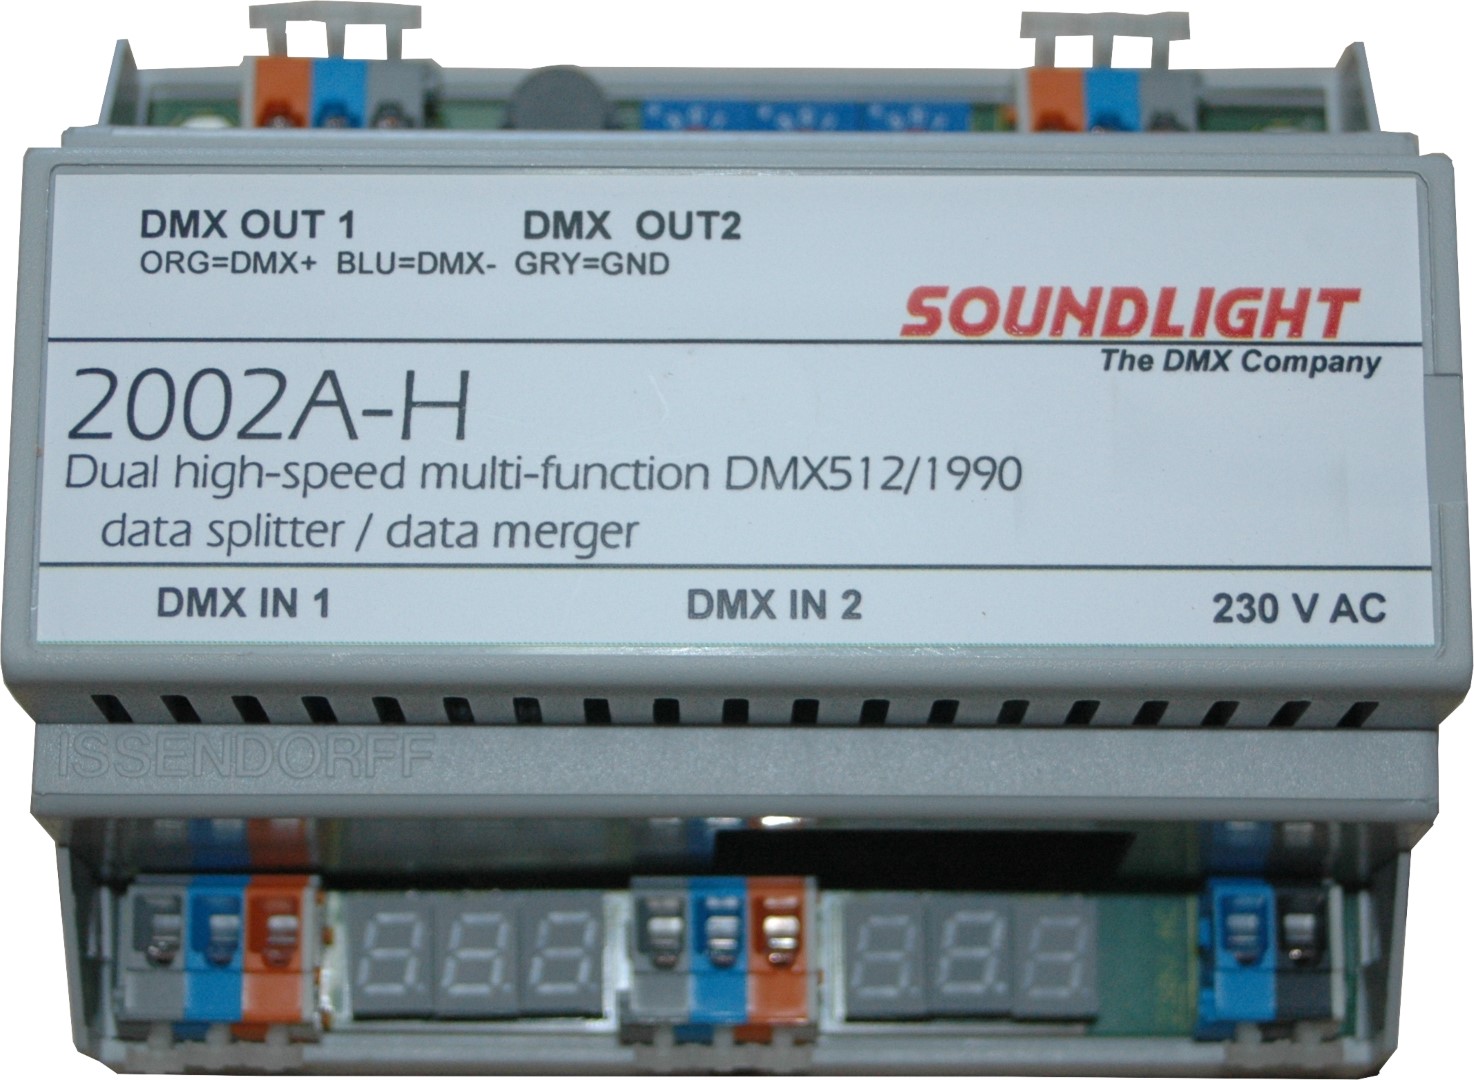 DMX OUT 1 DMX OUT2
ORG=DMX+ BLU=DMX- GRY=GND
SOUNDLIGHT
The DMX Company
2002A-H
Dual high-speed multi-function DMX512/1990
data splitter / data merger
DMX IN 1 DMX IN 2 230 V AC
ISSENDORFF